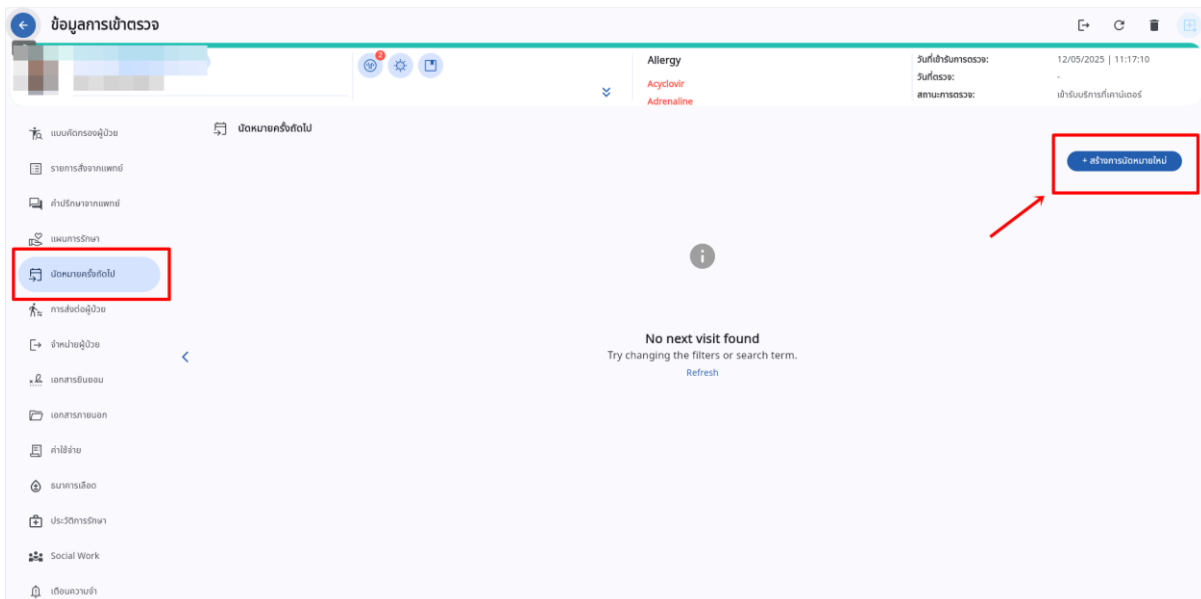 ข้อมูลการเข้าตรวจ
2
Allergy
Acyclovir
Adrenaline
วันที่เข้ารับการตรวจ: 12/05/2025 | 11:17:10
วันที่ตรวจ: -
สถานะการตรวจ: เข้ารับบริการที่เคาน์เตอร์
แบบคัดกรองผู้ป่วย
รายการสั่งจากแพทย์
คำปรึกษาจากแพทย์
แผนการรักษา
นัดหมายครั้งถัดไป
การส่งต่อผู้ป่วย
จำหน่ายผู้ป่วย
เอกสารยินยอม
เอกสารภายนอก
ค่าใช้จ่าย
ธนาคารเลือด
ประวัติการรักษา
Social Work
เตือนความจำ
นัดหมายครั้งถัดไป
+ สร้างการนัดหมายใหม่
No next visit found
Try changing the filters or search term.
Refresh